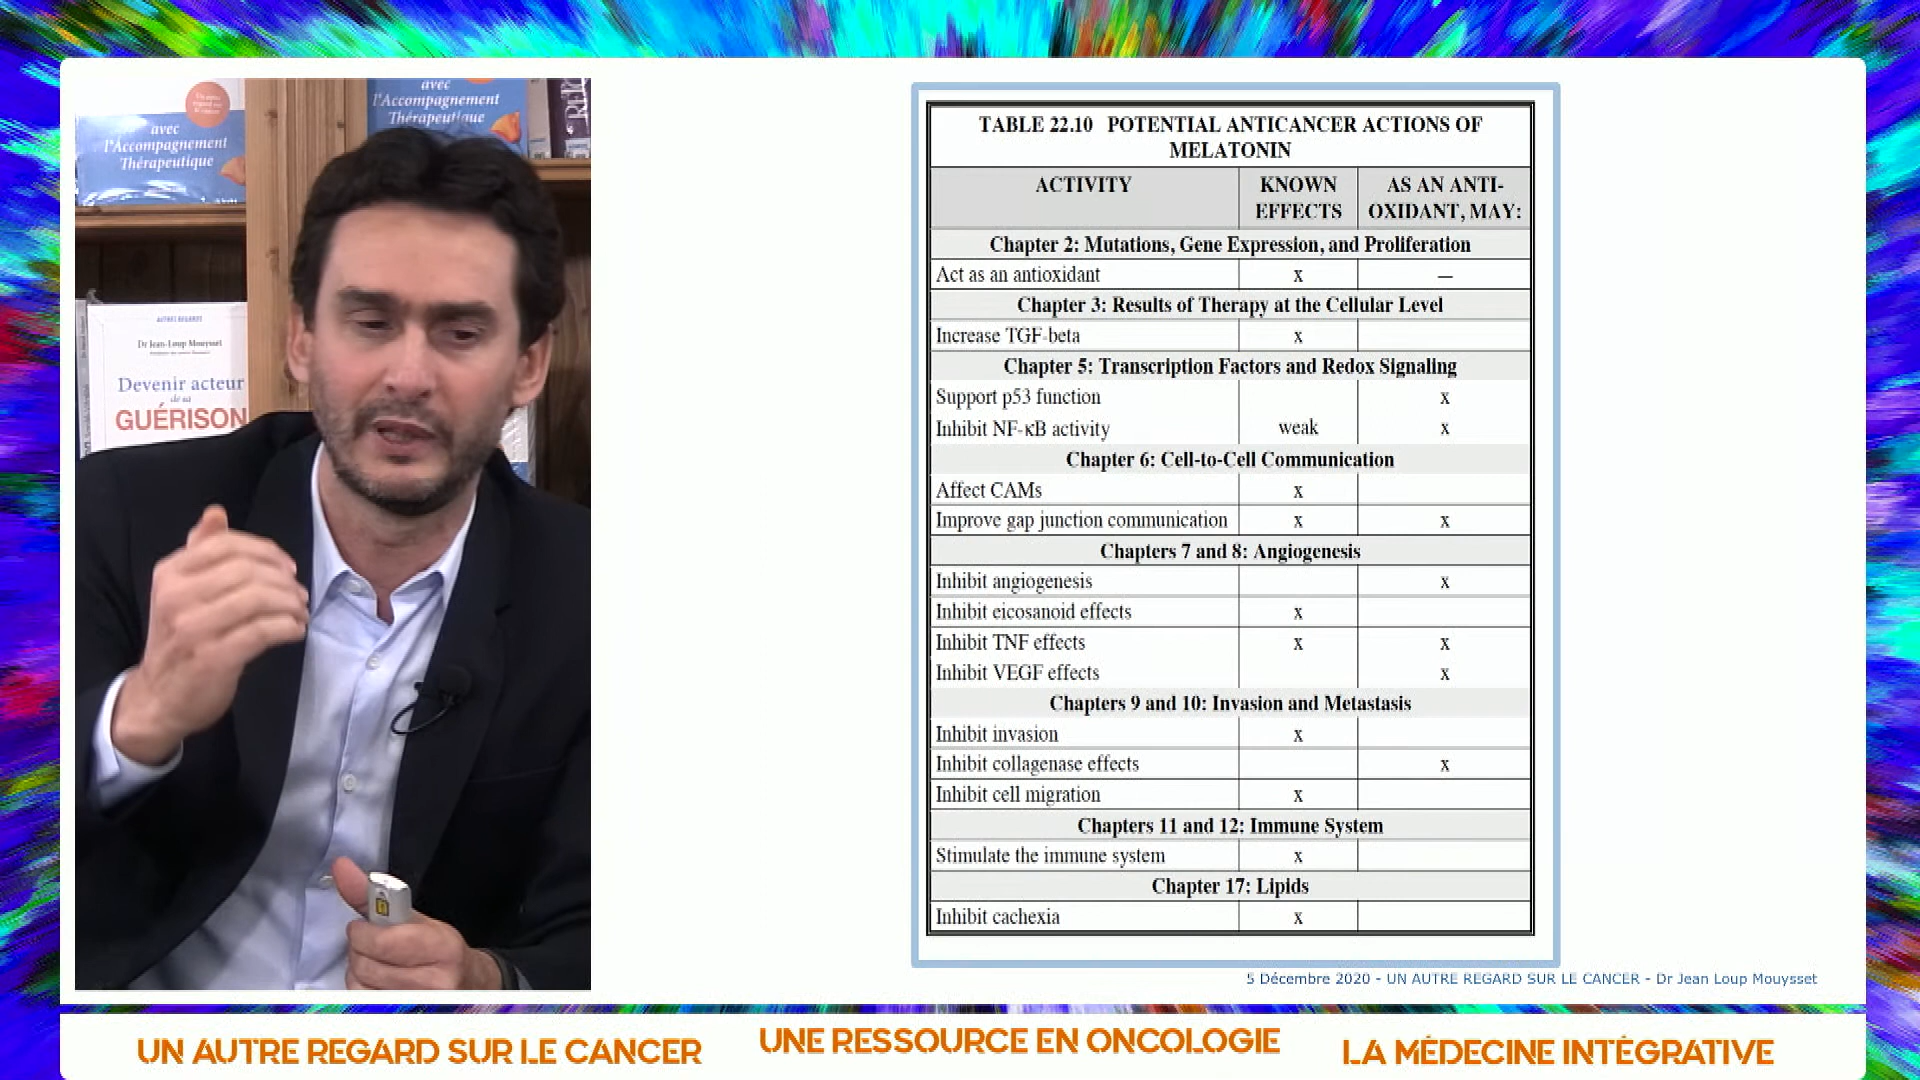 avec
l'Accompagnement
Thérapeutique
avec
l'Accompagnement
Thérapeutique
AUTRES REGARDS
Dr Jean-Loup Mouysset
Devenir acteur
de sa
GUÉRISON
TABLE 22.10 POTENTIAL ANTICANCER ACTIONS OF
MELATONIN
ACTIVITY KNOWN EFFECTS AS AN ANTI-OXIDANT, MAY:
Chapter 2: Mutations, Gene Expression, and Proliferation
Act as an antioxidant x —
Chapter 3: Results of Therapy at the Cellular Level
Increase TGF-beta x
Chapter 5: Transcription Factors and Redox Signaling
Support p53 function x
Inhibit NF-κB activity weak x
Chapter 6: Cell-to-Cell Communication
Affect CAMs x
Improve gap junction communication x x
Chapters 7 and 8: Angiogenesis
Inhibit angiogenesis x
Inhibit eicosanoid effects x
Inhibit TNF effects x x
Inhibit VEGF effects x
Chapters 9 and 10: Invasion and Metastasis
Inhibit invasion x
Inhibit collagenase effects x
Inhibit cell migration x
Chapters 11 and 12: Immune System
Stimulate the immune system x
Chapter 17: Lipids
Inhibit cachexia x
5 Décembre 2020 - UN AUTRE REGARD SUR LE CANCER - Dr Jean Loup Mouysset
UN AUTRE REGARD SUR LE CANCER
UNE RESSOURCE EN ONCOLOGIE
LA MÉDECINE INTÉGRATIVE